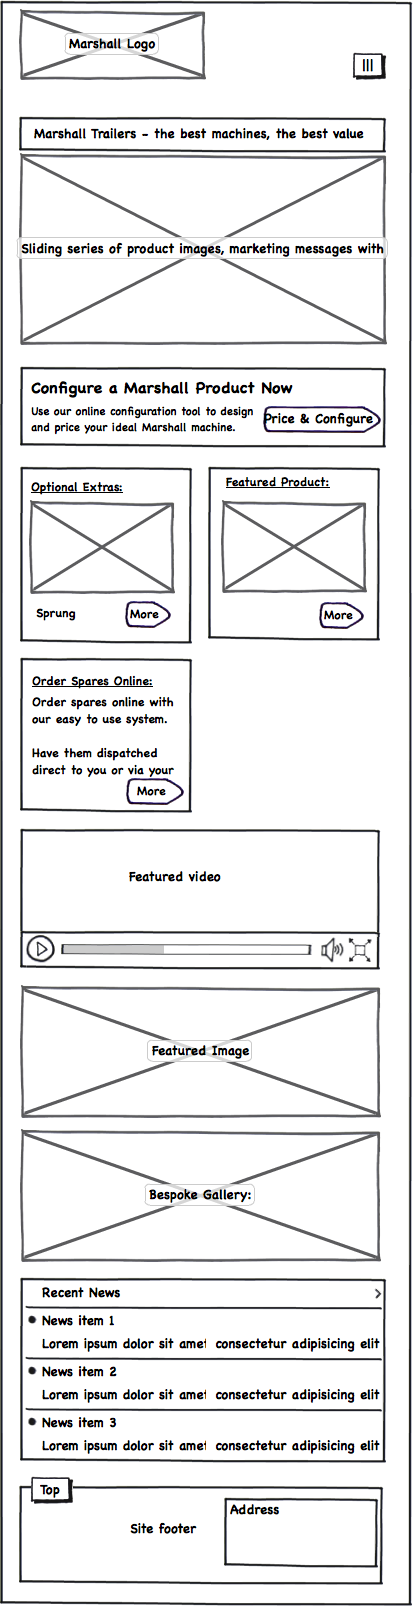 Marshall Logo
Marshall Trailers - the best machines, the best value
Sliding series of product images, marketing messages with
Configure a Marshall Product Now
Use our online configuration tool to design
and price your ideal Marshall machine.
Price & Configure
Optional Extras:
Sprung
More
Featured Product:
More
Order Spares Online:
Order spares online with
our easy to use system.
Have them dispatched
direct to you or via your
More
Featured video
Featured Image
Bespoke Gallery:
Recent News
News item 1
Lorem ipsum dolor sit amet consectetur adipisicing elit
News item 2
Lorem ipsum dolor sit amet consectetur adipisicing elit
News item 3
Lorem ipsum dolor sit amet consectetur adipisicing elit
Top
Site footer
Address